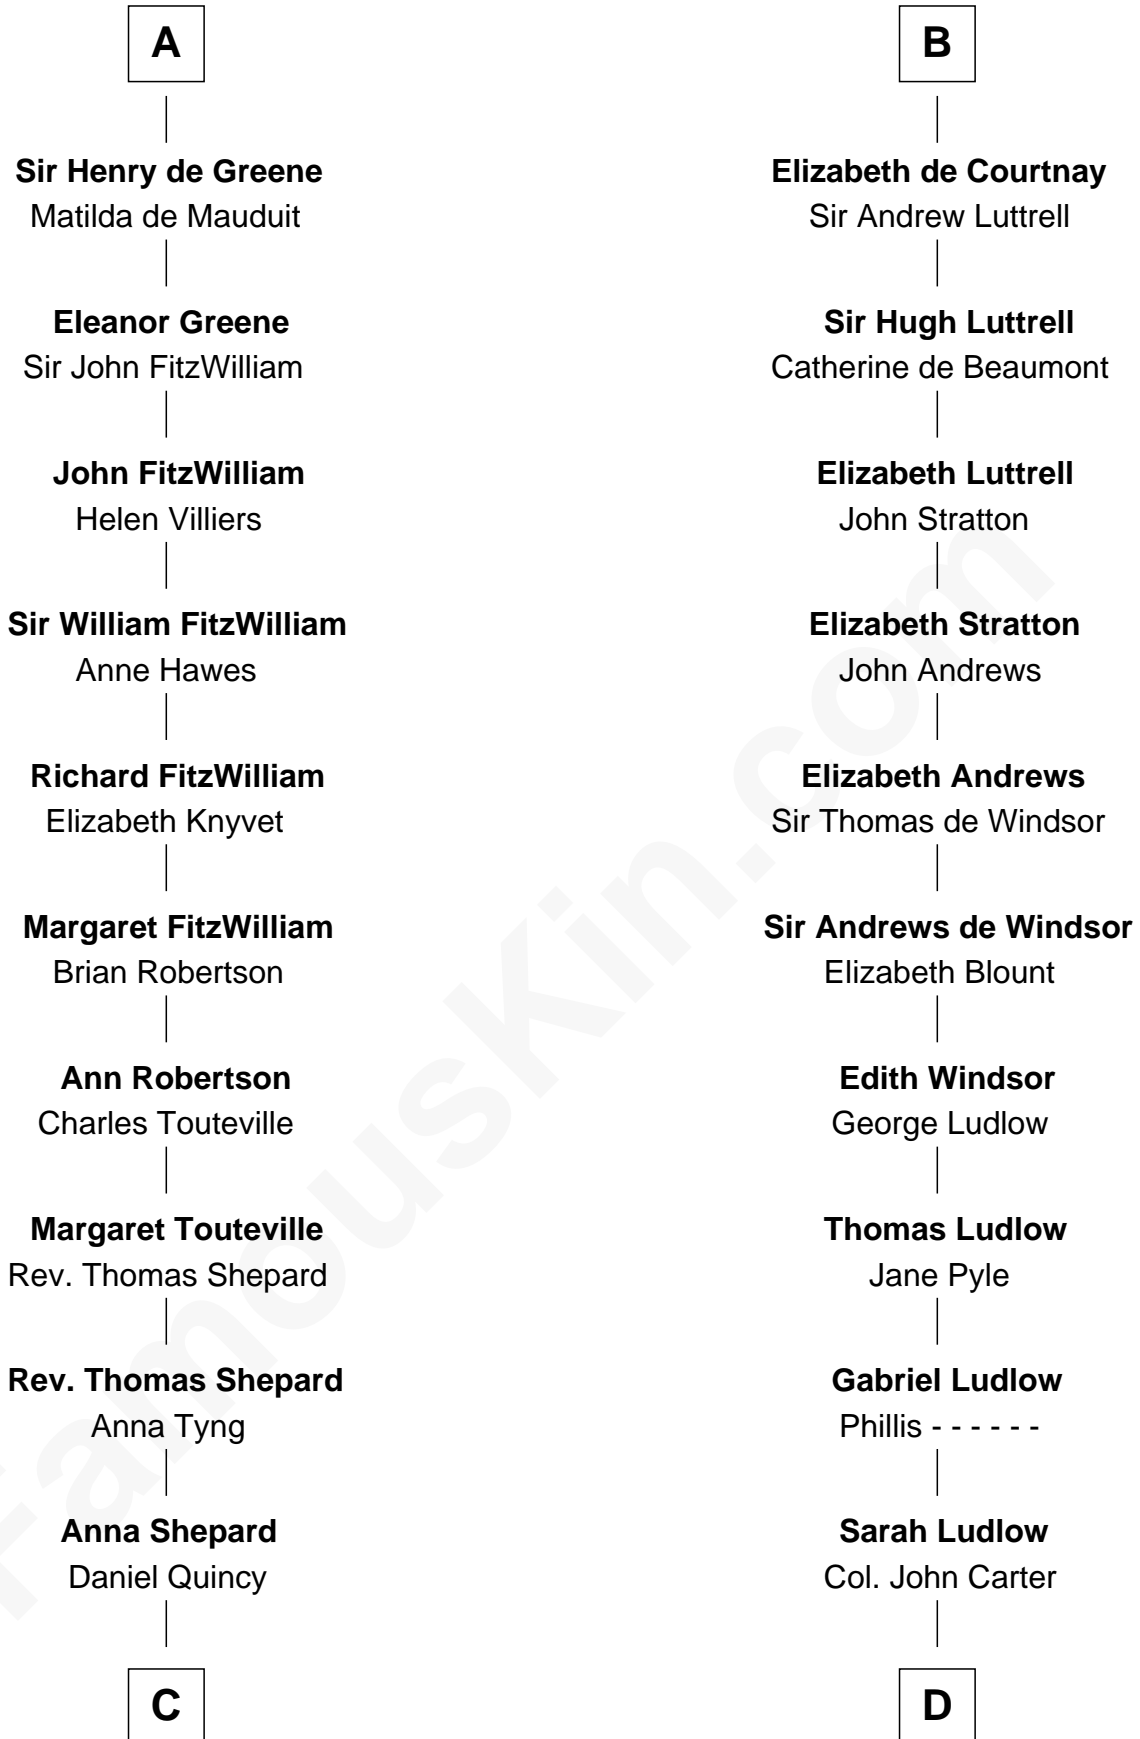 A
Sir Henry de Greene
Matilda de Mauduit
Eleanor Greene
Sir John FitzWilliam
John FitzWilliam
Helen Villiers
Sir William FitzWilliam
Anne Hawes
Richard FitzWilliam
Elizabeth Knyvet
Margaret FitzWilliam
Brian Robertson
Ann Robertson
Charles Touteville
Margaret Touteville
Rev. Thomas Shepard
Rev. Thomas Shepard
Anna Tyng
Anna Shepard
Daniel Quincy
C
B
Elizabeth de Courtnay
Sir Andrew Luttrell
Sir Hugh Luttrell
Catherine de Beaumont
Elizabeth Luttrell
John Stratton
Elizabeth Stratton
John Andrews
Elizabeth Andrews
Sir Thomas de Windsor
Sir Andrews de Windsor
Elizabeth Blount
Edith Windsor
George Ludlow
Thomas Ludlow
Jane Pyle
Gabriel Ludlow
Phillis - - - - - -
Sarah Ludlow
Col. John Carter
D
FamousKin.com